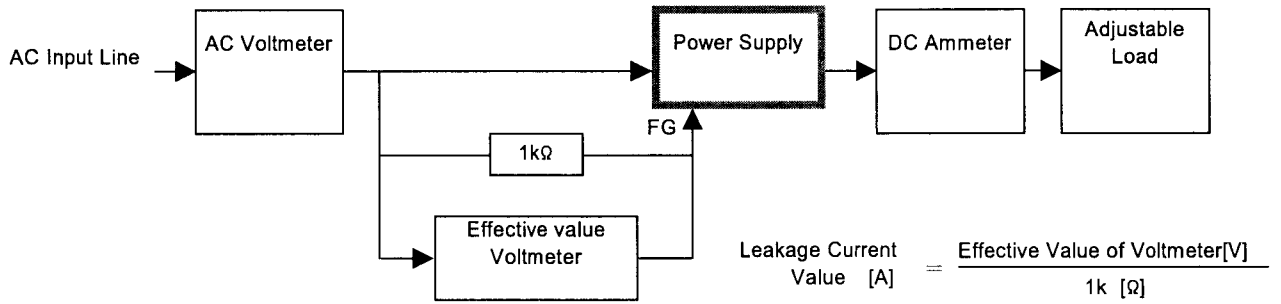 AC Input Line
AC Voltmeter
Power Supply
DC Ammeter
Adjustable
Load
FG
1kΩ
Effective value
Voltmeter
Leakage Current
Value [A]
=
Effective Value of Voltmeter[V]
1k [Ω]